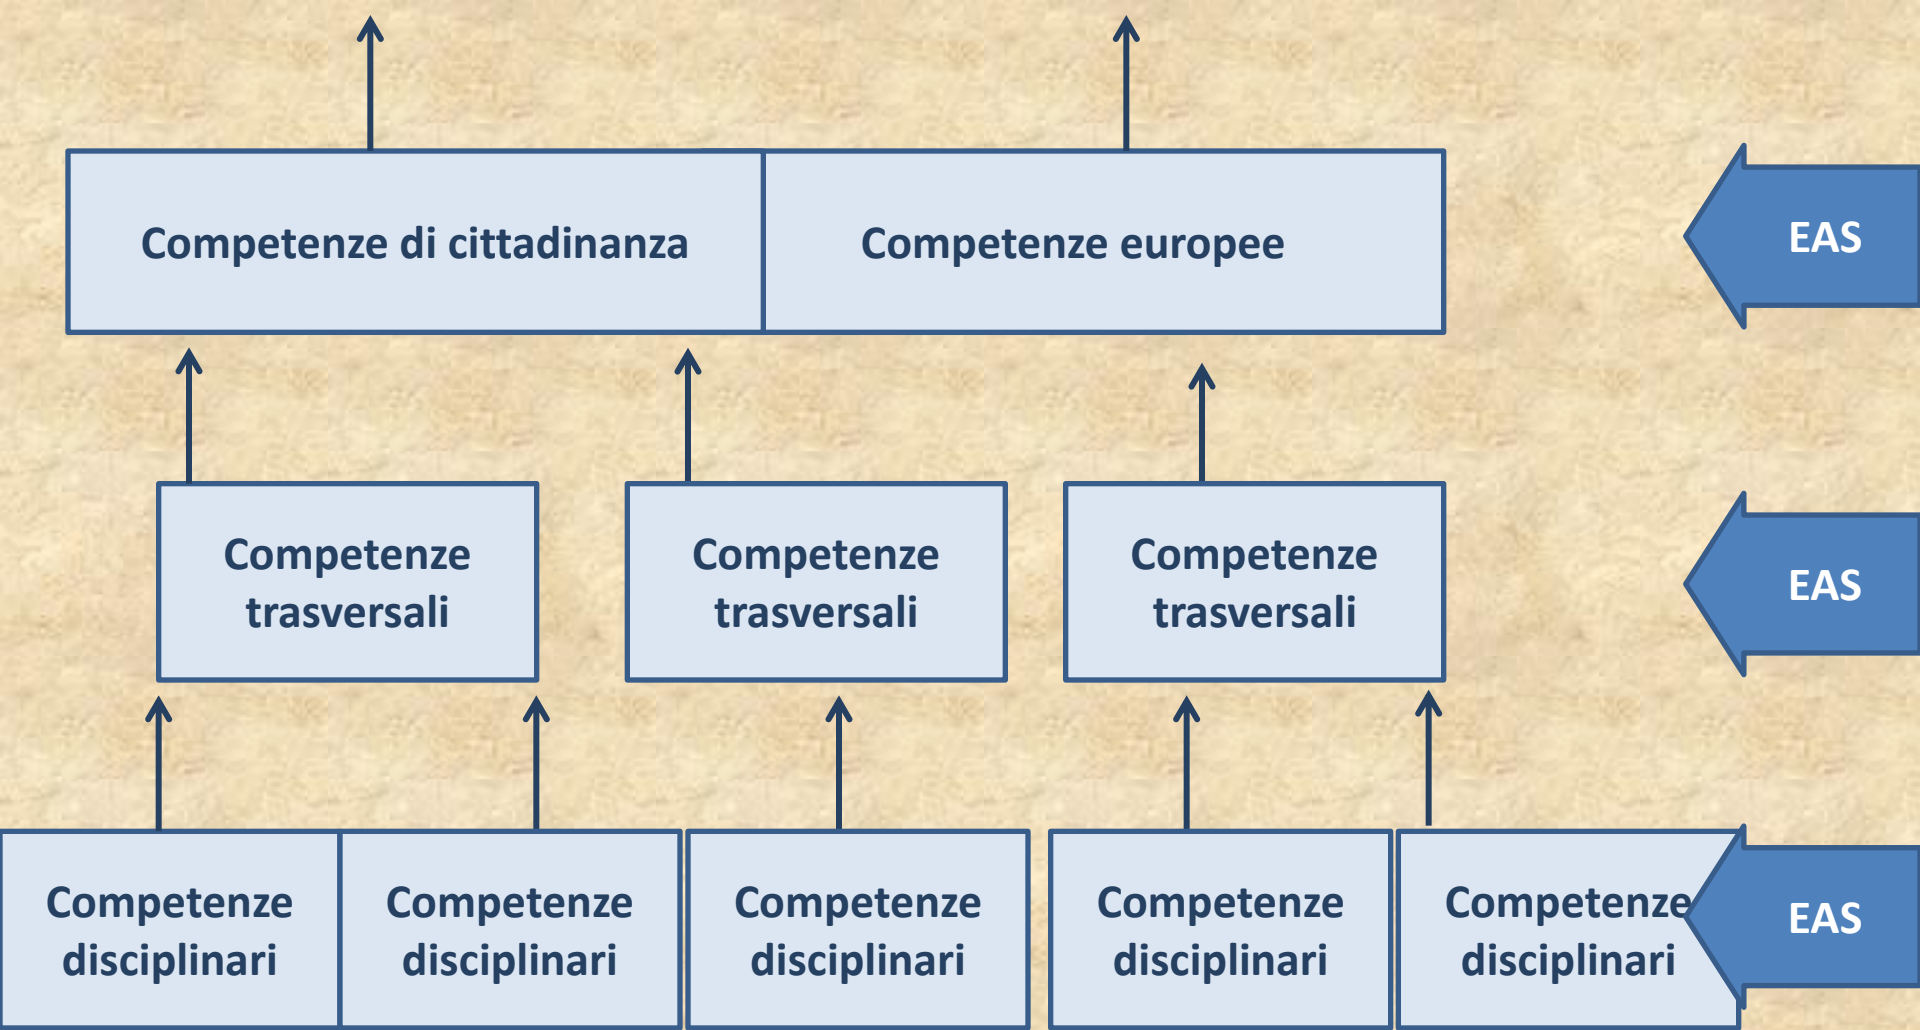 Competenze di cittadinanza
Competenze europee
EAS
Competenze
trasversali
Competenze
trasversali
Competenze
trasversali
EAS
Competenze
disciplinari
Competenze
disciplinari
Competenze
disciplinari
Competenze
disciplinari
Competenze
disciplinari
EAS